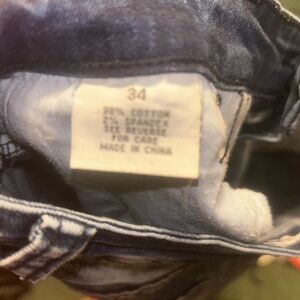 34
98% COTTON
2% SPANDEX
SEE REVERSE
FOR CARE
MADE IN CHINA